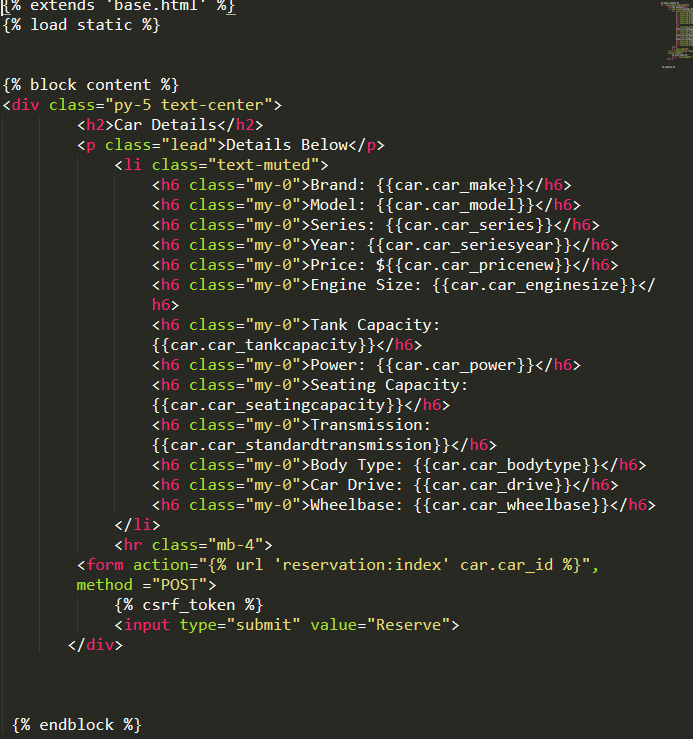 {% extends 'base.html' %}
{% load static %}
{% block content %}
<div class="py-5 text-center">
<h2>Car Details</h2>
<p class="lead">Details Below</p>
<li class="text-muted">
<h6 class="my-0">Brand: {{car.car_make}}</h6>
<h6 class="my-0">Model: {{car.car_model}}</h6>
<h6 class="my-0">Series: {{car.car_series}}</h6>
<h6 class="my-0">Year: {{car.car_seriesyear}}</h6>
<h6 class="my-0">Price: ${{car.car_pricenew}}</h6>
<h6 class="my-0">Engine Size: {{car.car_enginesize}}</
h6>
<h6 class="my-0">Tank Capacity:
{{car.car_tankcapacity}}</h6>
<h6 class="my-0">Power: {{car.car_power}}</h6>
<h6 class="my-0">Seating Capacity:
{{car.car_seatingcapacity}}</h6>
<h6 class="my-0">Transmission:
{{car.car_standardtransmission}}</h6>
<h6 class="my-0">Body Type: {{car.car_bodytype}}</h6>
<h6 class="my-0">Car Drive: {{car.car_drive}}</h6>
<h6 class="my-0">Wheelbase: {{car.car_wheelbase}}</h6>
</li>
<hr class="mb-4">
<form action="{% url 'reservation:index' car.car_id %}",
method ="POST">
{% csrf_token %}
<input type="submit" value="Reserve">
</div>
{% endblock %}